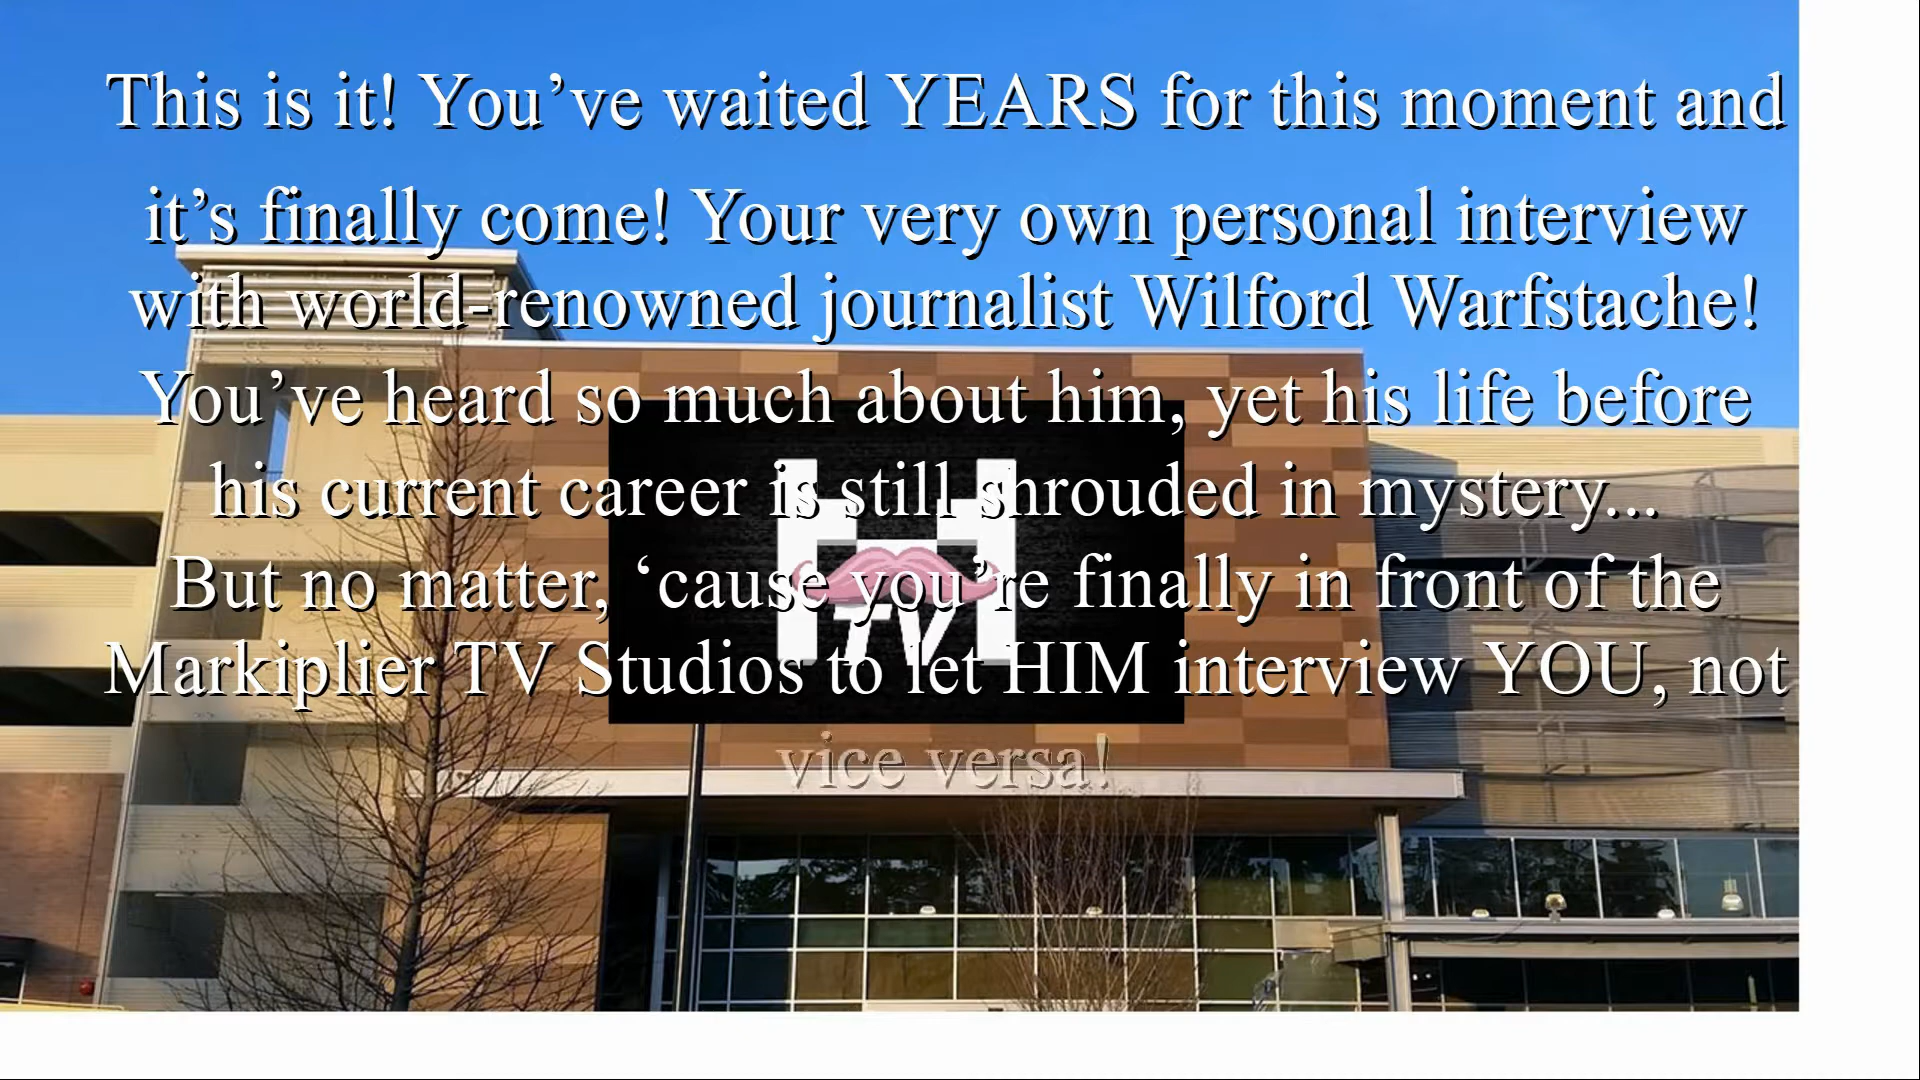 This is it! You’ve waited YEARS for this moment and
it’s finally come! Your very own personal interview
with world-renowned journalist Wilford Warfstache!
You’ve heard so much about him, yet his life before
his current career is still shrouded in mystery...
But no matter, ‘cause you’re finally in front of the
Markiplier TV Studios to let HIM interview YOU, not
vice versa!
TV